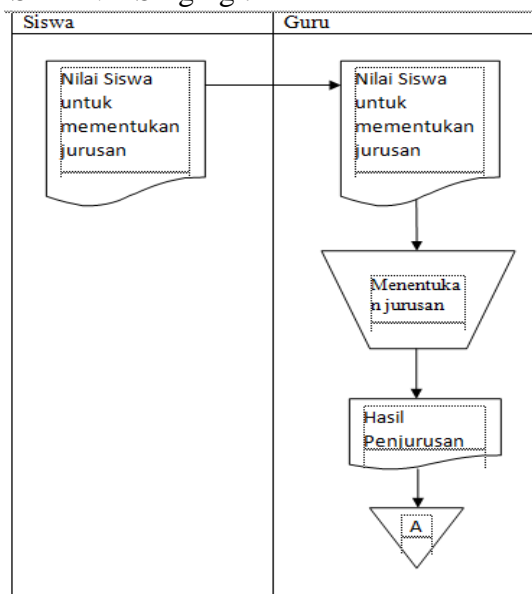 Siswa
Guru
Nilai Siswa
untuk
mementukan
jurusan
Nilai Siswa
untuk
mementukan
jurusan
Menentuka
n jurusan
Hasil
Penjurusan
A